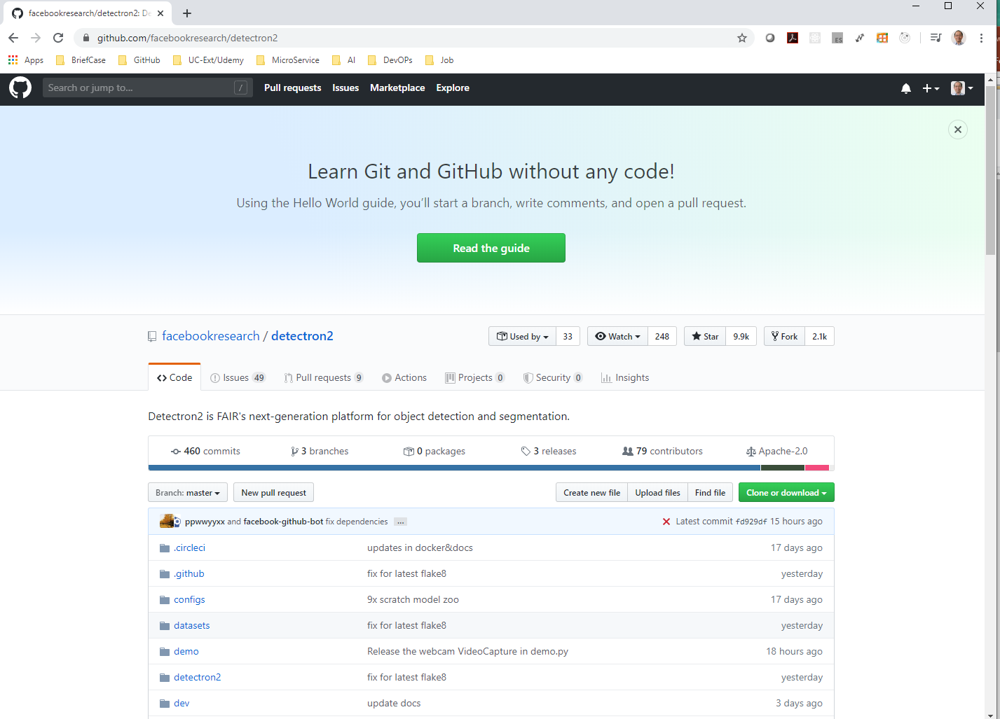 facebookresearch/detectron2: De
github.com/facebookresearch/detectron2
Apps BriefCase GitHub UC-Ext/Udemy MicroService AI DevOPs Job
Search or jump to... / Pull requests Issues Marketplace Explore
Learn Git and GitHub without any code!
Using the Hello World guide, you’ll start a branch, write comments, and open a pull request.
Read the guide
facebookresearch / detectron2 Used by 33 Watch 248 Star 9.9k Fork 2.1k
Code Issues 49 Pull requests 9 Actions Projects 0 Security 0 Insights
Detectron2 is FAIR's next-generation platform for object detection and segmentation.
460 commits 3 branches 0 packages 3 releases 79 contributors Apache-2.0
Branch: master New pull request Create new file Upload files Find file Clone or download
ppwwyyxx and facebook-github-bot fix dependencies ... Latest commit fd929df 15 hours ago
.circleci updates in docker&docs 17 days ago
.github fix for latest flake8 yesterday
configs 9x scratch model zoo 17 days ago
datasets fix for latest flake8 yesterday
demo Release the webcam VideoCapture in demo.py 18 hours ago
detectron2 fix for latest flake8 yesterday
dev update docs 3 days ago